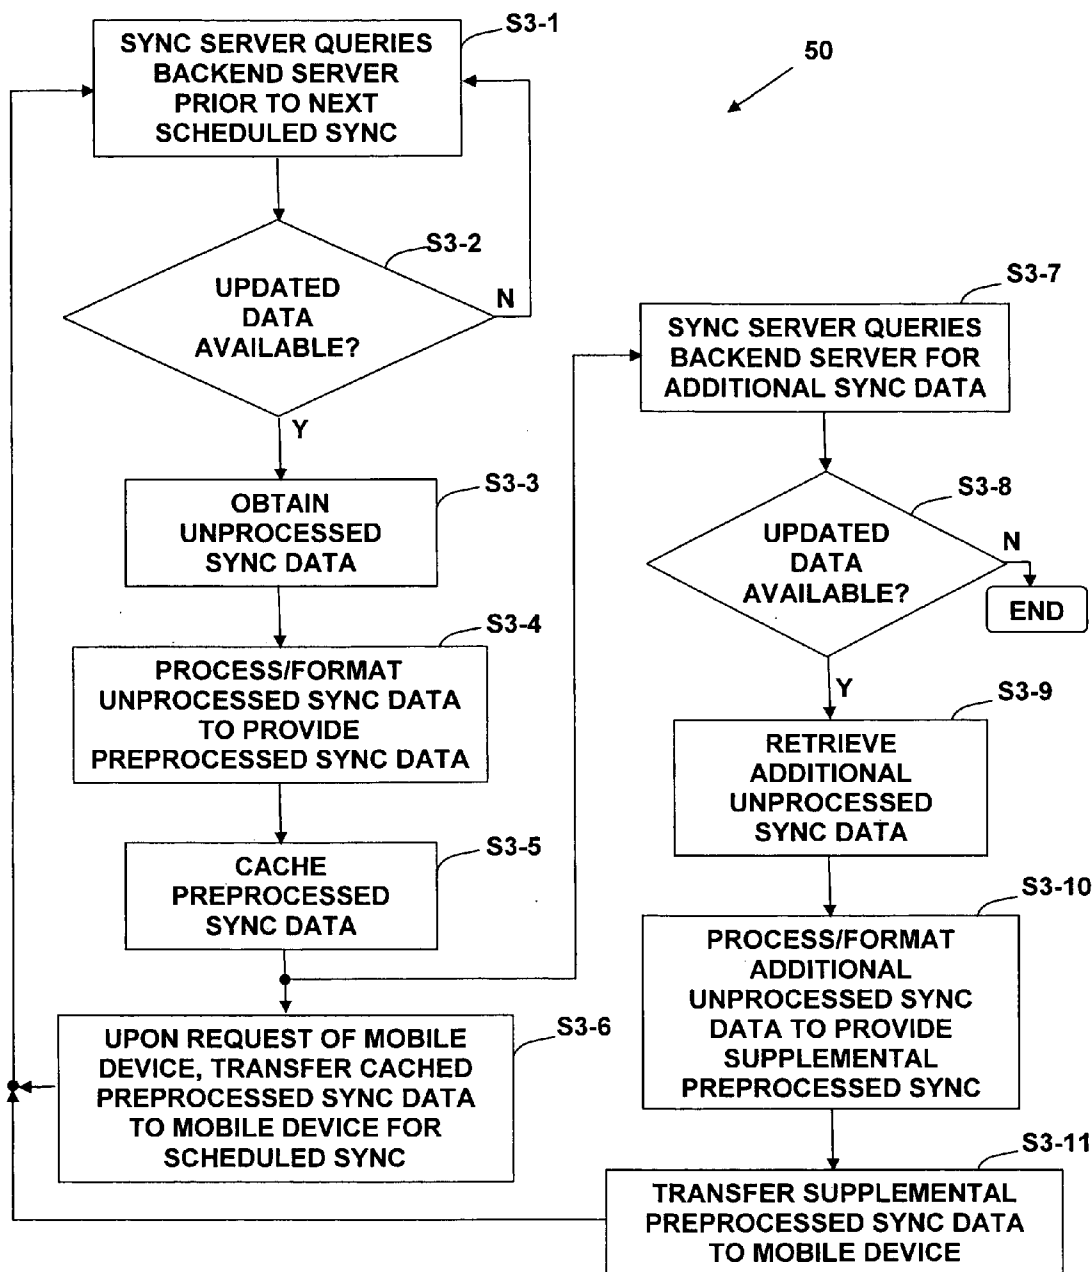 S3-1
SYNC SERVER QUERIES
BACKEND SERVER
PRIOR TO NEXT
SCHEDULED SYNC
50
S3-2
UPDATED
DATA
AVAILABLE?
N
Y
S3-3
OBTAIN
UNPROCESSED
SYNC DATA
S3-4
PROCESS/FORMAT
UNPROCESSED SYNC DATA
TO PROVIDE
PREPROCESSED SYNC DATA
S3-5
CACHE
PREPROCESSED
SYNC DATA
S3-6
UPON REQUEST OF MOBILE
DEVICE, TRANSFER CACHED
PREPROCESSED SYNC DATA
TO MOBILE DEVICE FOR
SCHEDULED SYNC
S3-7
SYNC SERVER QUERIES
BACKEND SERVER FOR
ADDITIONAL SYNC DATA
S3-8
UPDATED
DATA
AVAILABLE?
N
END
Y
S3-9
RETRIEVE
ADDITIONAL
UNPROCESSED
SYNC DATA
S3-10
PROCESS/FORMAT
ADDITIONAL
UNPROCESSED SYNC
DATA TO PROVIDE
SUPPLEMENTAL
PREPROCESSED SYNC
S3-11
TRANSFER SUPPLEMENTAL
PREPROCESSED SYNC DATA
TO MOBILE DEVICE